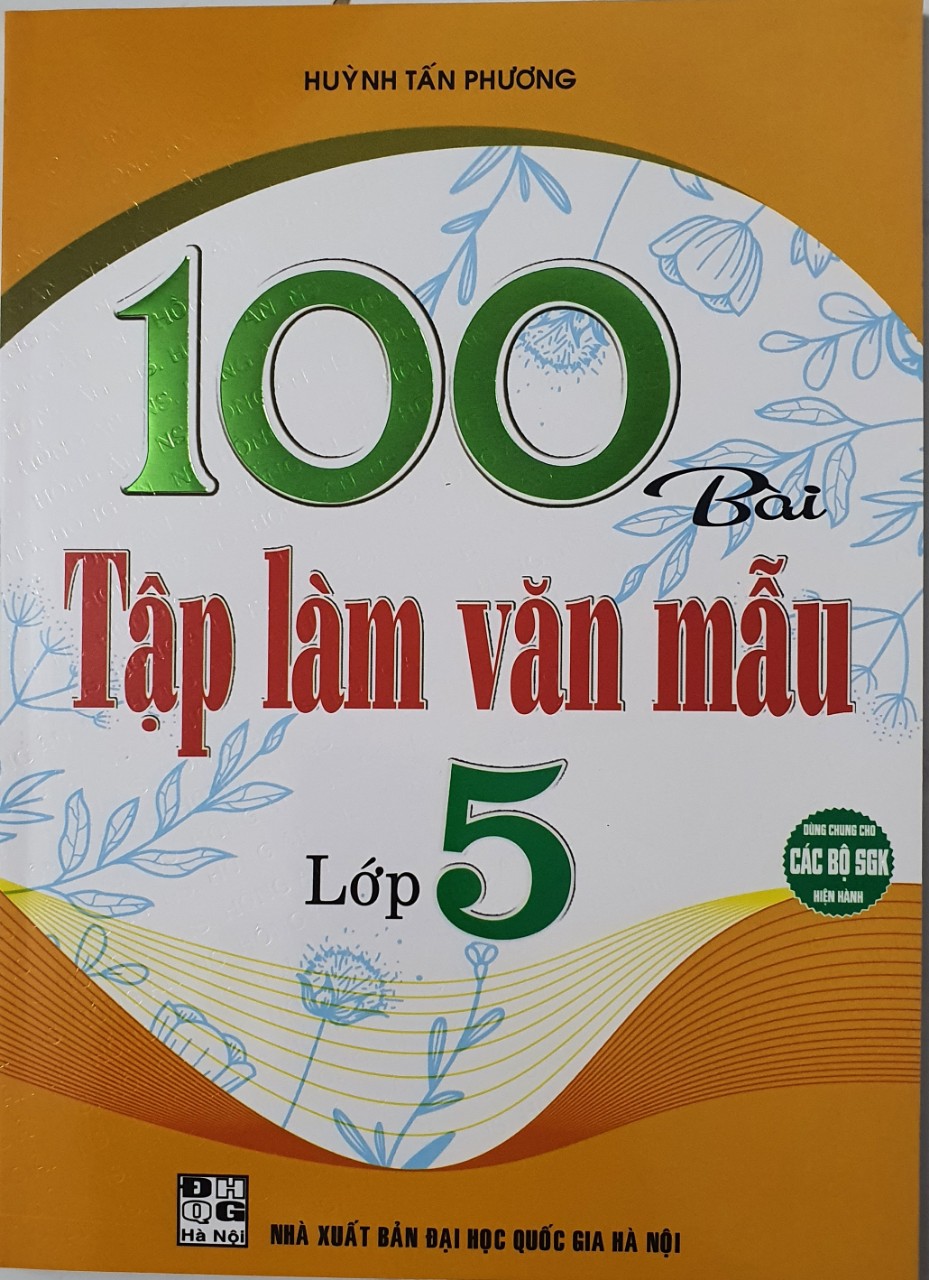 HUỲNH TẤN PHƯƠNG
100
Bài
Tập làm văn mẫu
Lớp 5
DÙNG CHUNG CHO
CÁC BỘ SGK
HIỆN HÀNH
ĐH
QG
Hà Nội
NHÀ XUẤT BẢN ĐẠI HỌC QUỐC GIA HÀ NỘI